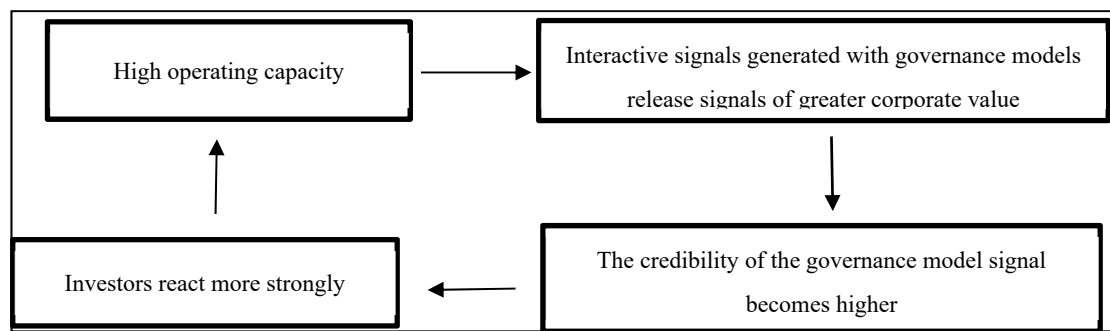 High operating capacity
Interactive signals generated with governance models
release signals of greater corporate value
The credibility of the governance model signal
becomes higher
Investors react more strongly